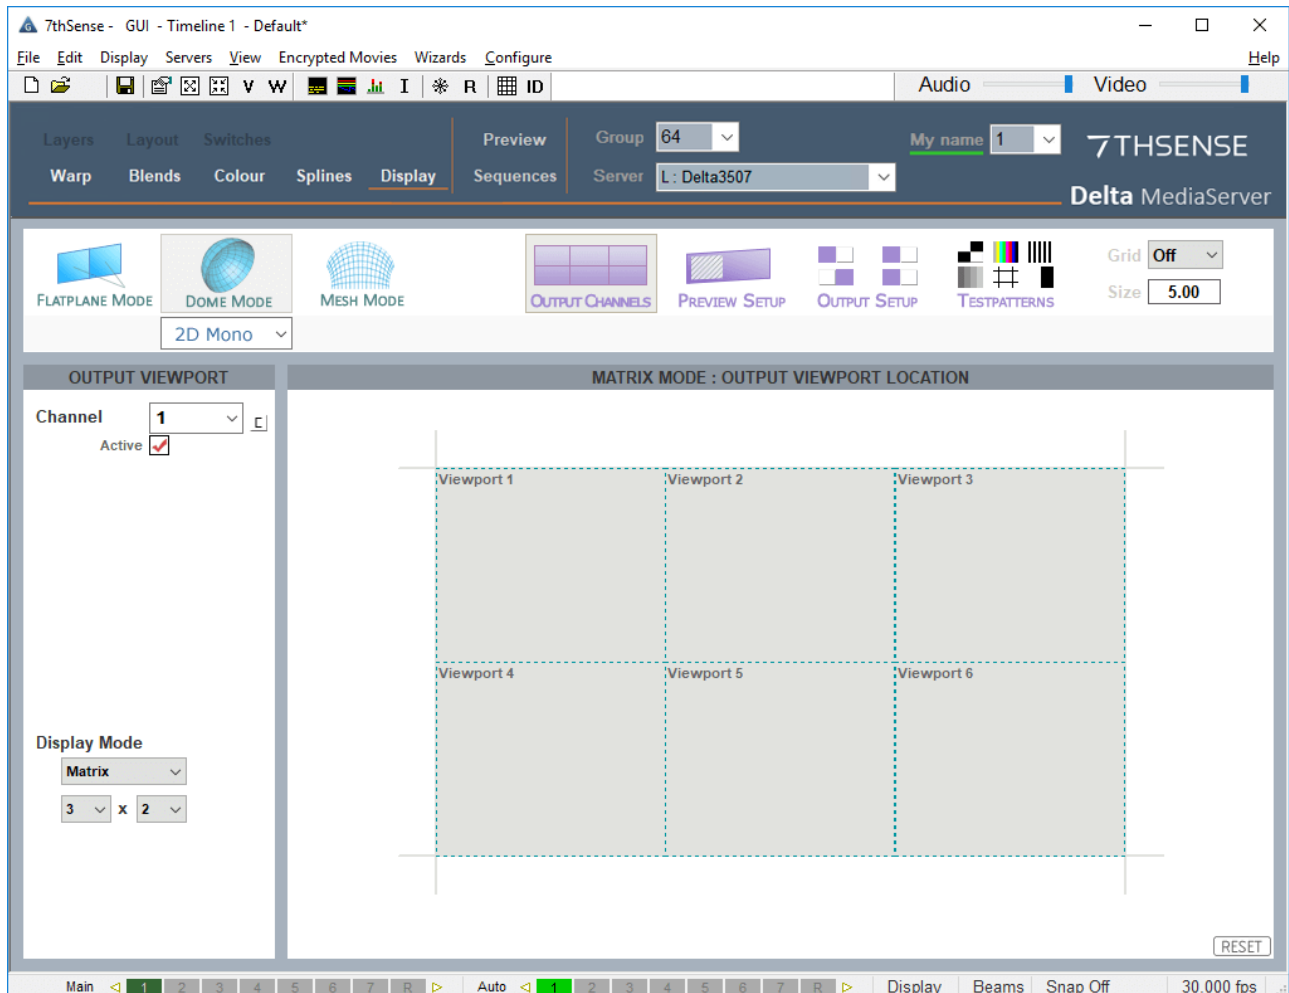 7thSense - GUI - Timeline 1 - Default*
File Edit Display Servers View Encrypted Movies Wizards Configure Help
V W I R ID Audio Video
Layers Layout Switches Preview Group 64 My name 1 7THSENSE
Warp Blends Colour Splines Display Sequences Server L : Delta3507
Delta MediaServer
Grid Off
FLATPLANE MODE DOME MODE MESH MODE OUTPUT CHANNELS PREVIEW SETUP OUTPUT SETUP TESTPATTERNS Size 5.00
2D Mono
OUTPUT VIEWPORT MATRIX MODE : OUTPUT VIEWPORT LOCATION
Channel 1
Active
Viewport 1 Viewport 2 Viewport 3
Viewport 4 Viewport 5 Viewport 6
Display Mode
Matrix
3 x 2
RESET
Main 1 2 3 4 5 6 7 R Auto 1 2 3 4 5 6 7 R Display Beams Snap Off 30.000 fps